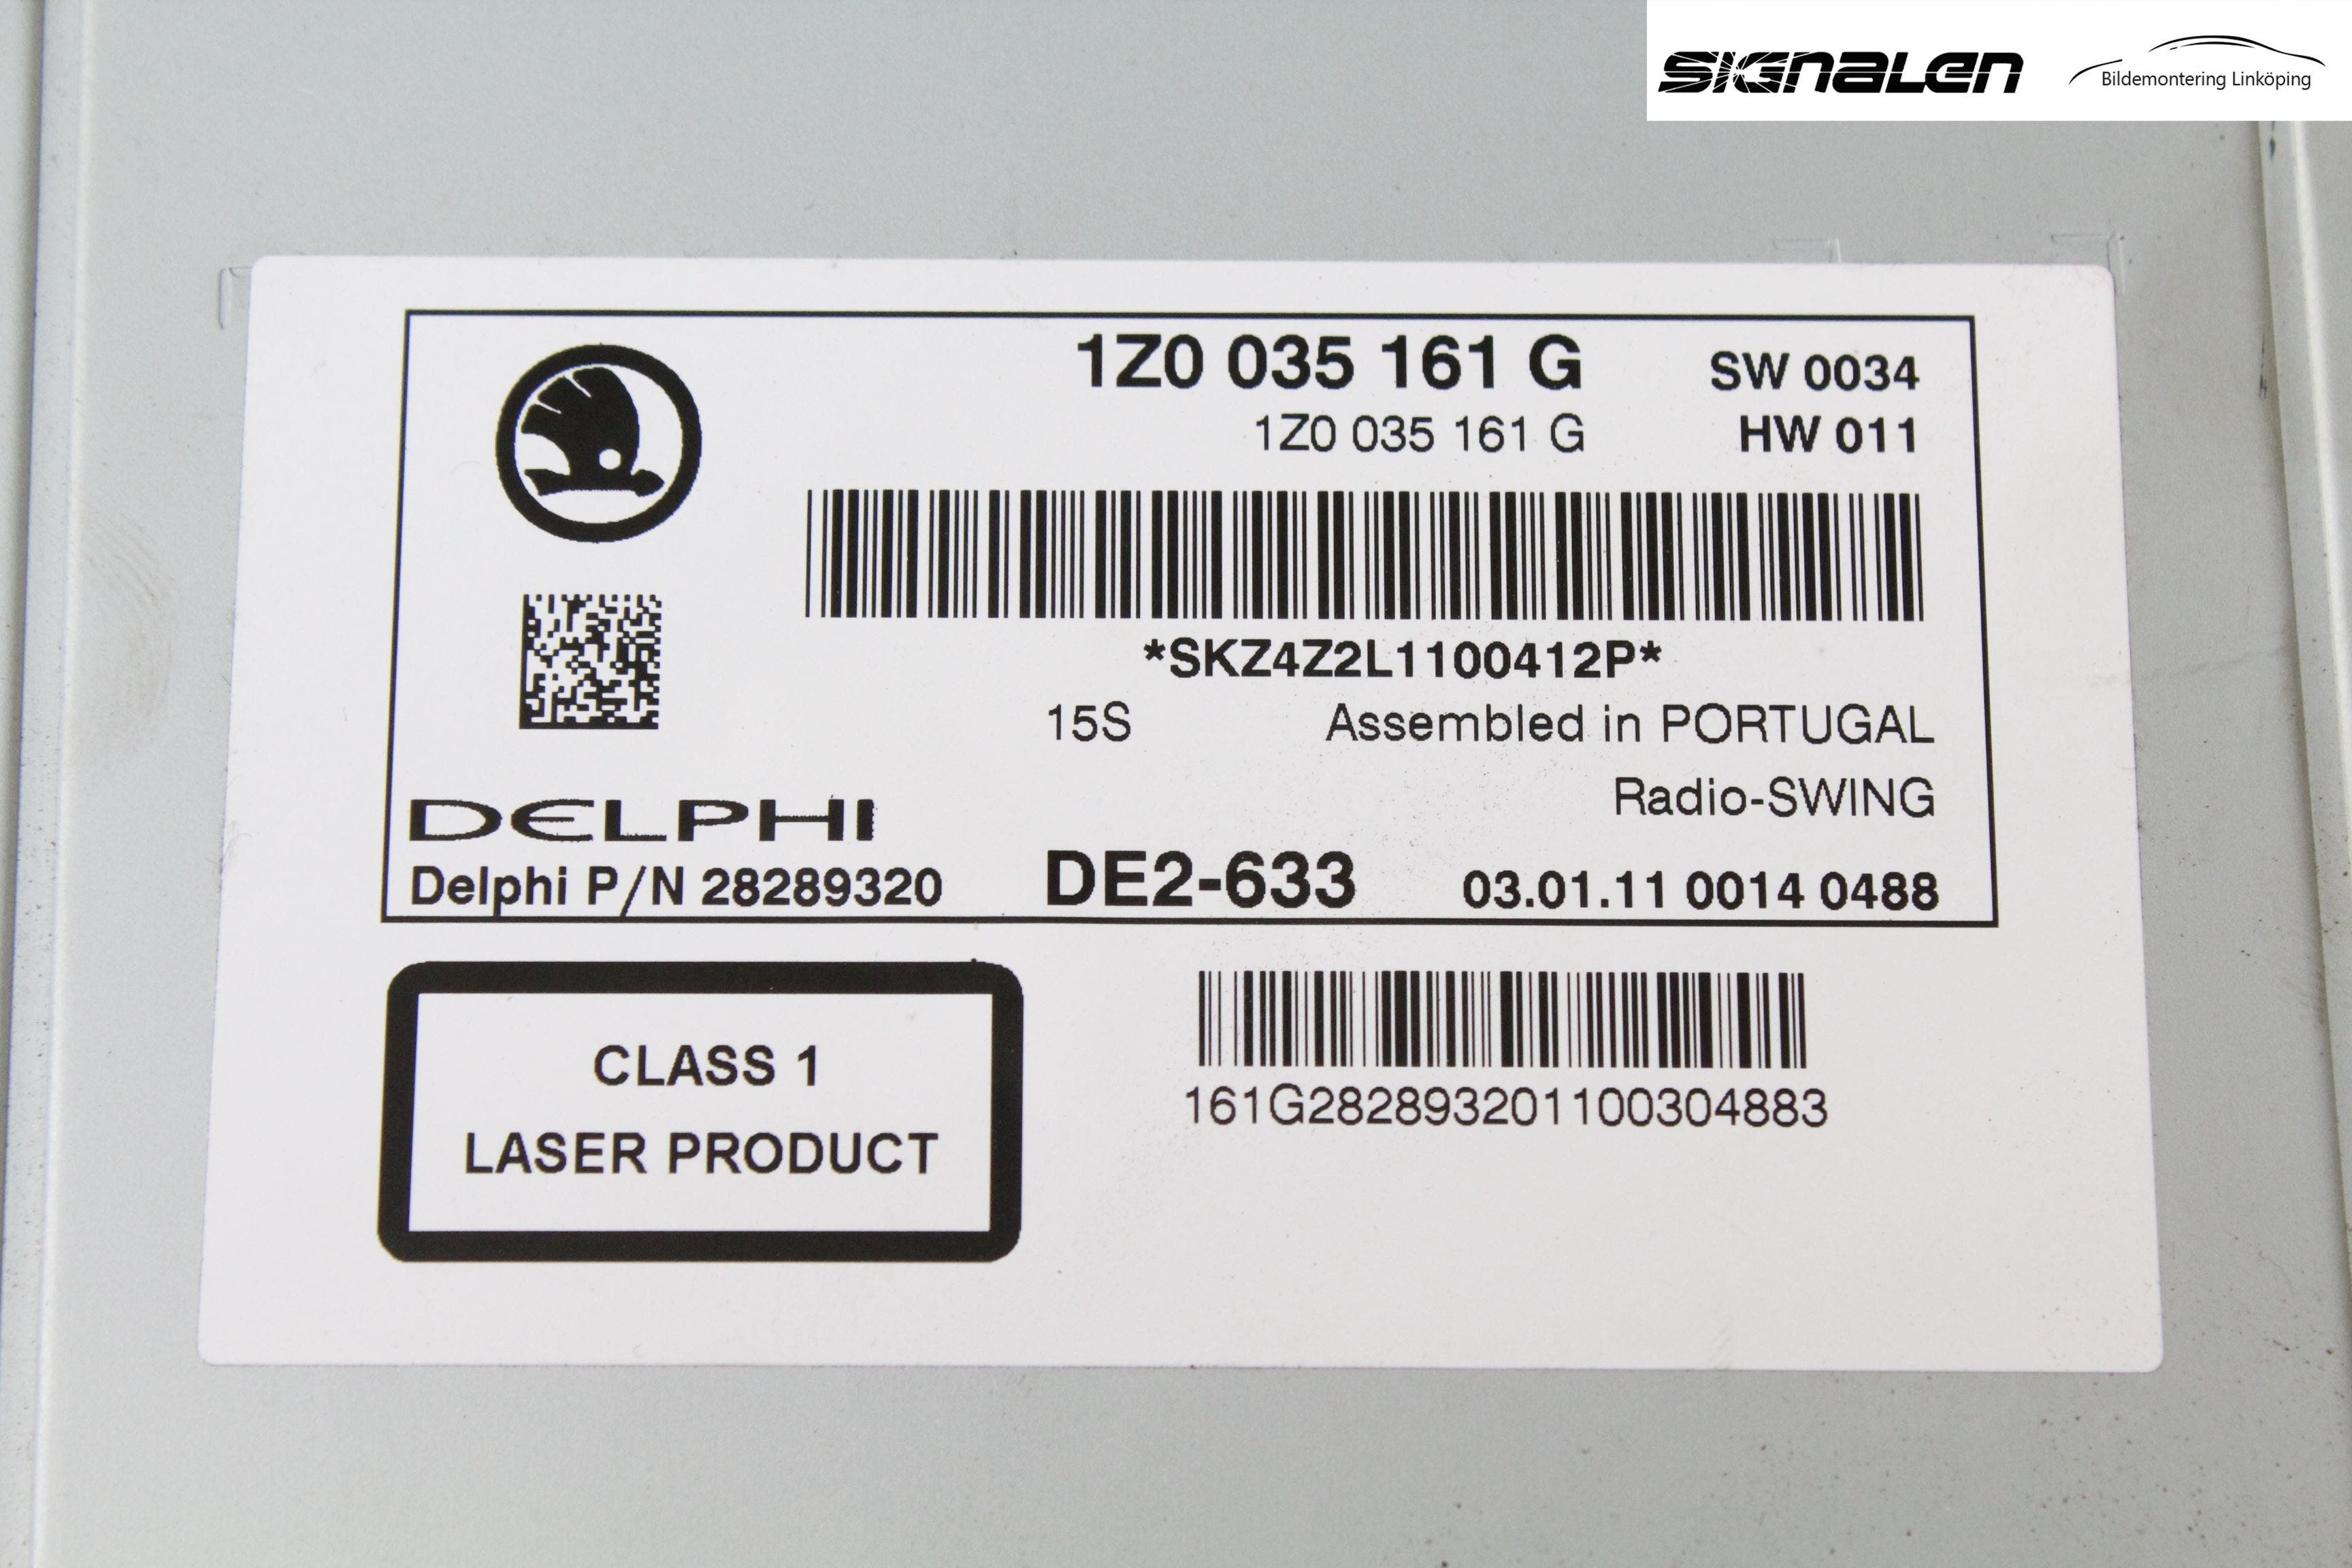 SIGNALEN
Bildemontering Linköping
1Z0 035 161 G SW 0034
1Z0 035 161 G HW 011
*SKZ4Z2L1100412P*
15S Assembled in PORTUGAL
Radio-SWING
DELPHI
Delphi P/N 28289320 DE2-633 03.01.11 0014 0488
CLASS 1
LASER PRODUCT
161G282893201100304883